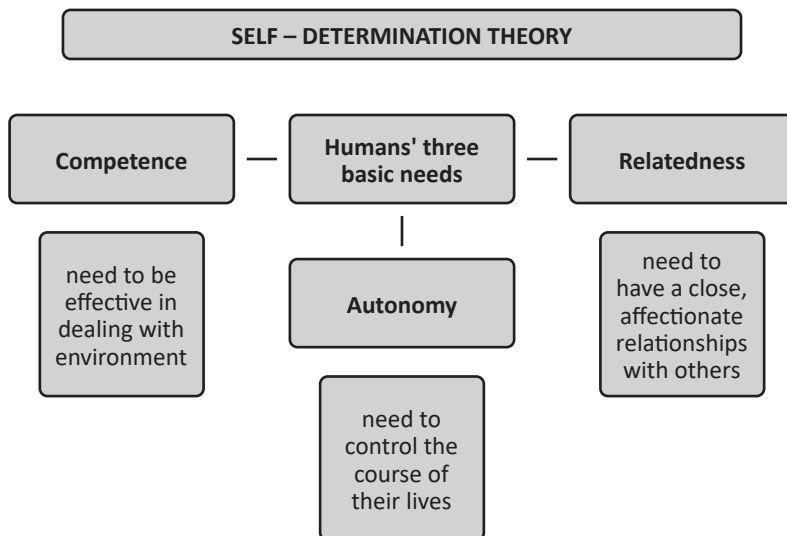 SELF – DETERMINATION THEORY
Competence
Humans' three
basic needs
Relatedness
need to be
effective in
dealing with
environment
Autonomy
need to
have a close,
affectionate
relationships
with others
need to
control the
course of
their lives